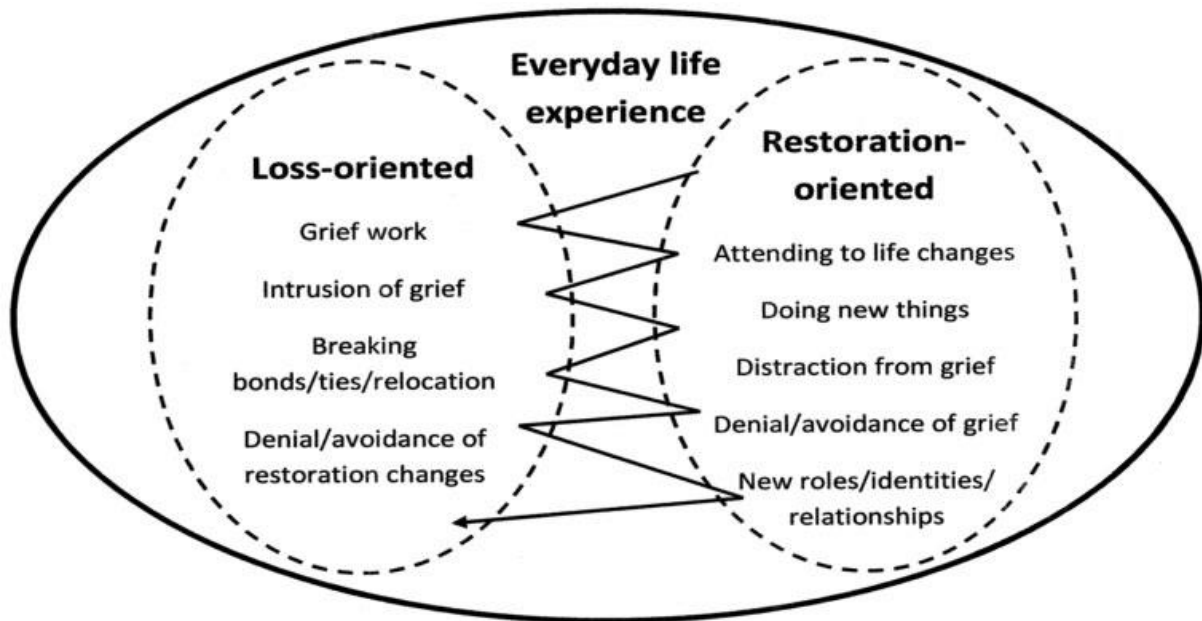 Everyday life
experience
Loss-oriented
Grief work
Intrusion of grief
Breaking
bonds/ties/relocation
Denial/avoidance of
restoration changes
Restoration-
oriented
Attending to life changes
Doing new things
Distraction from grief
Denial/avoidance of grief
New roles/identities/
relationships